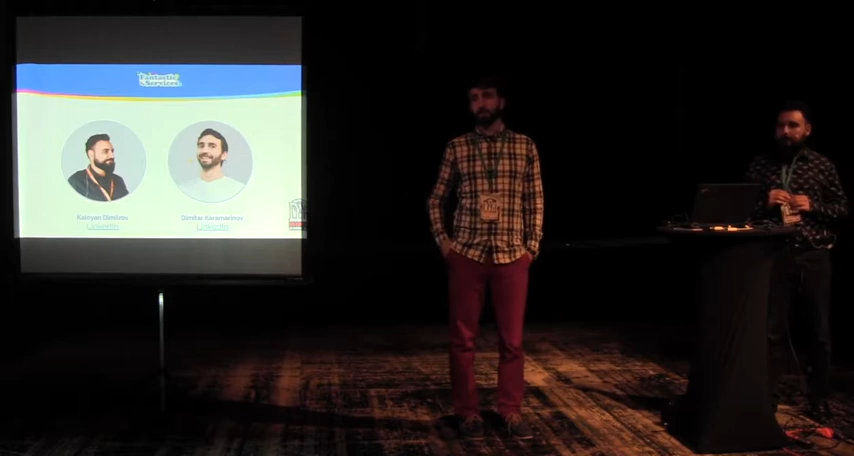 Fantastic
Services
Kaloyan Dimitrov
LinkedIn
Dimitar Karamarinov
LinkedIn